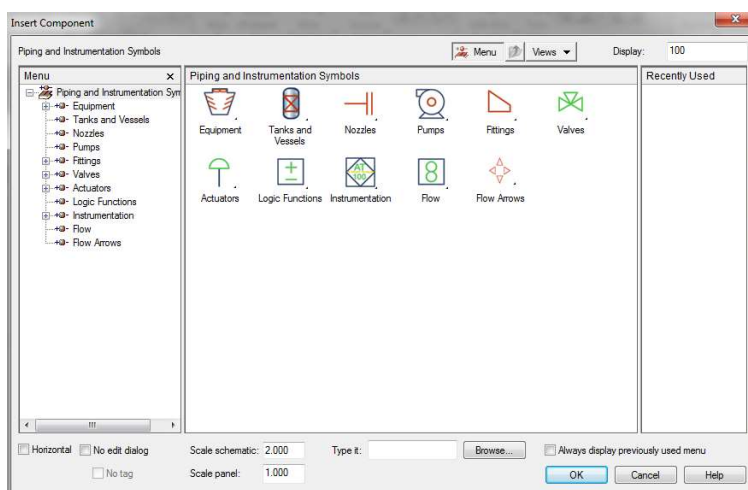 Insert Component
Piping and Instrumentation Symbols
Menu
Views
Display:
100
Menu
x
Piping and Instrumentation Sym
Equipment
Tanks and Vessels
Nozzles
Pumps
Fittings
Valves
Actuators
Logic Functions
Instrumentation
Flow
Flow Arrows
Piping and Instrumentation Symbols
Equipment
Tanks and
Vessels
Nozzles
Pumps
Fittings
Valves
AT
100
Actuators
Logic Functions
Instrumentation
Flow
Flow Arrows
Recently Used
Horizontal
No edit dialog
No tag
Scale schematic: 2.000
Scale panel: 1.000
Type it:
Browse...
Always display previously used menu
OK
Cancel
Help